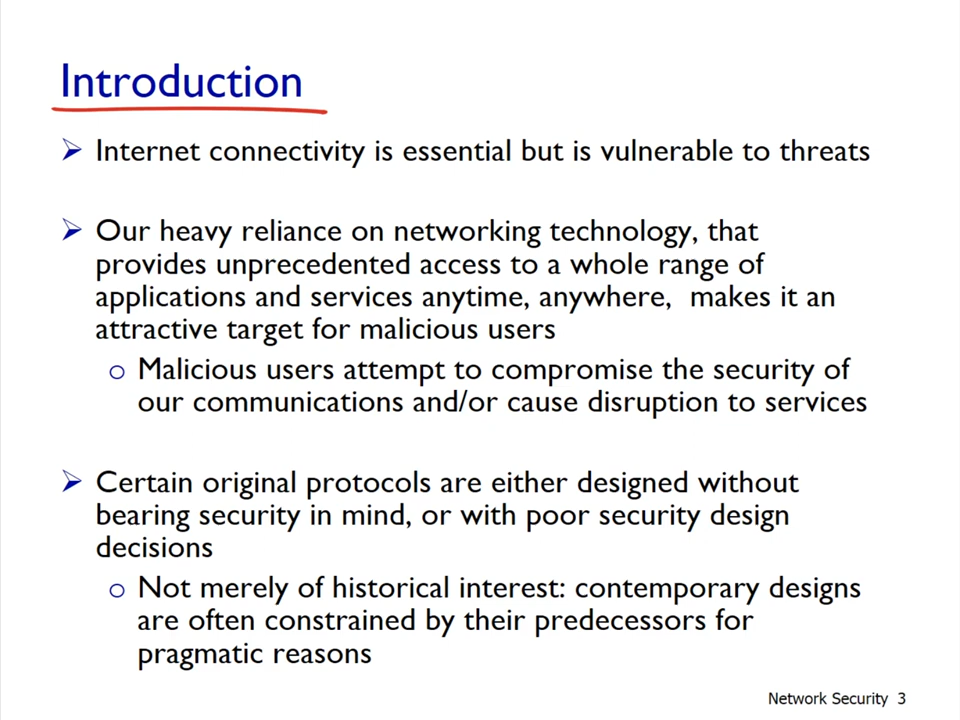 Introduction
➢ Internet connectivity is essential but is vulnerable to threats
➢ Our heavy reliance on networking technology, that
provides unprecedented access to a whole range of
applications and services anytime, anywhere,  makes it an
attractive target for malicious users
o Malicious users attempt to compromise the security of
our communications and/or cause disruption to services
➢ Certain original protocols are either designed without
bearing security in mind, or with poor security design
decisions
o Not merely of historical interest: contemporary designs
are often constrained by their predecessors for
pragmatic reasons
Network Security 3